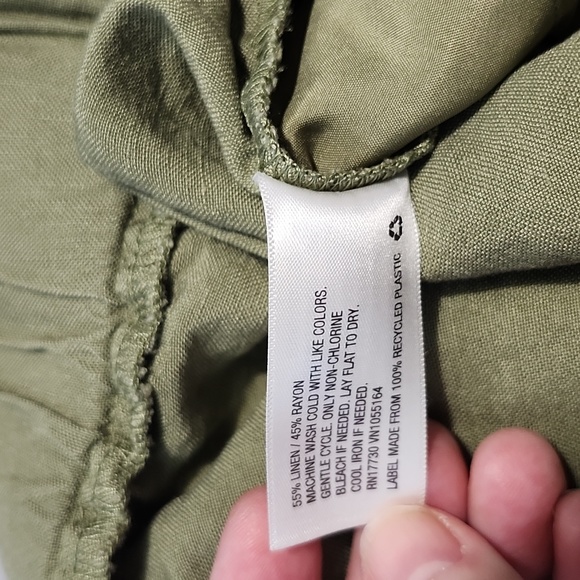 55% LINEN / 45% RAYON
MACHINE WASH COLD WITH LIKE COLORS.
GENTLE CYCLE. ONLY NON-CHLORINE
BLEACH IF NEEDED. LAY FLAT TO DRY.
COOL IRON IF NEEDED.
RN17730 VN1055164
LABEL MADE FROM 100% RECYCLED PLASTIC